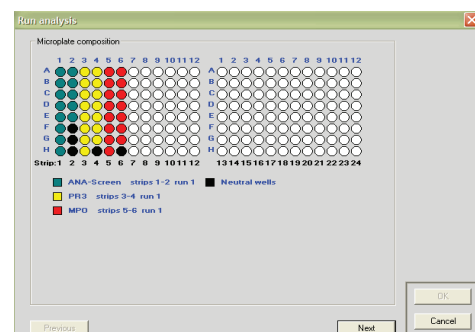 Run analysis
Microplate composition
1 2 3 4 5 6 7 8 9 10 11 12 1 2 3 4 5 6 7 8 9 10 11 12
A A
B B
C C
D D
E E
F F
G G
H H
Strip:1 2 3 4 5 6 7 8 9 10 11 12 13 14 15 16 17 18 19 20 21 22 23 24
ANA-Screen strips 1-2 run 1 Neutral wells
PR3 strips 3-4 run 1
MPO strips 5-6 run 1
OK
Previous Next Cancel